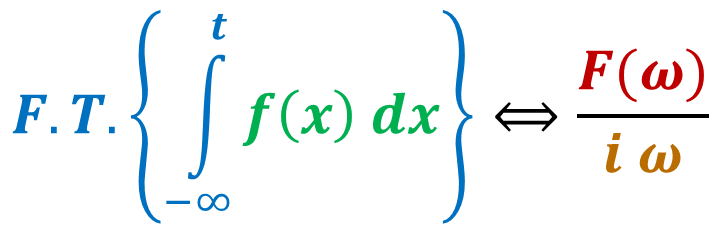 F.T. { ∫_{-∞}^{t} f(x) dx } ⟺ F(ω) / i ω